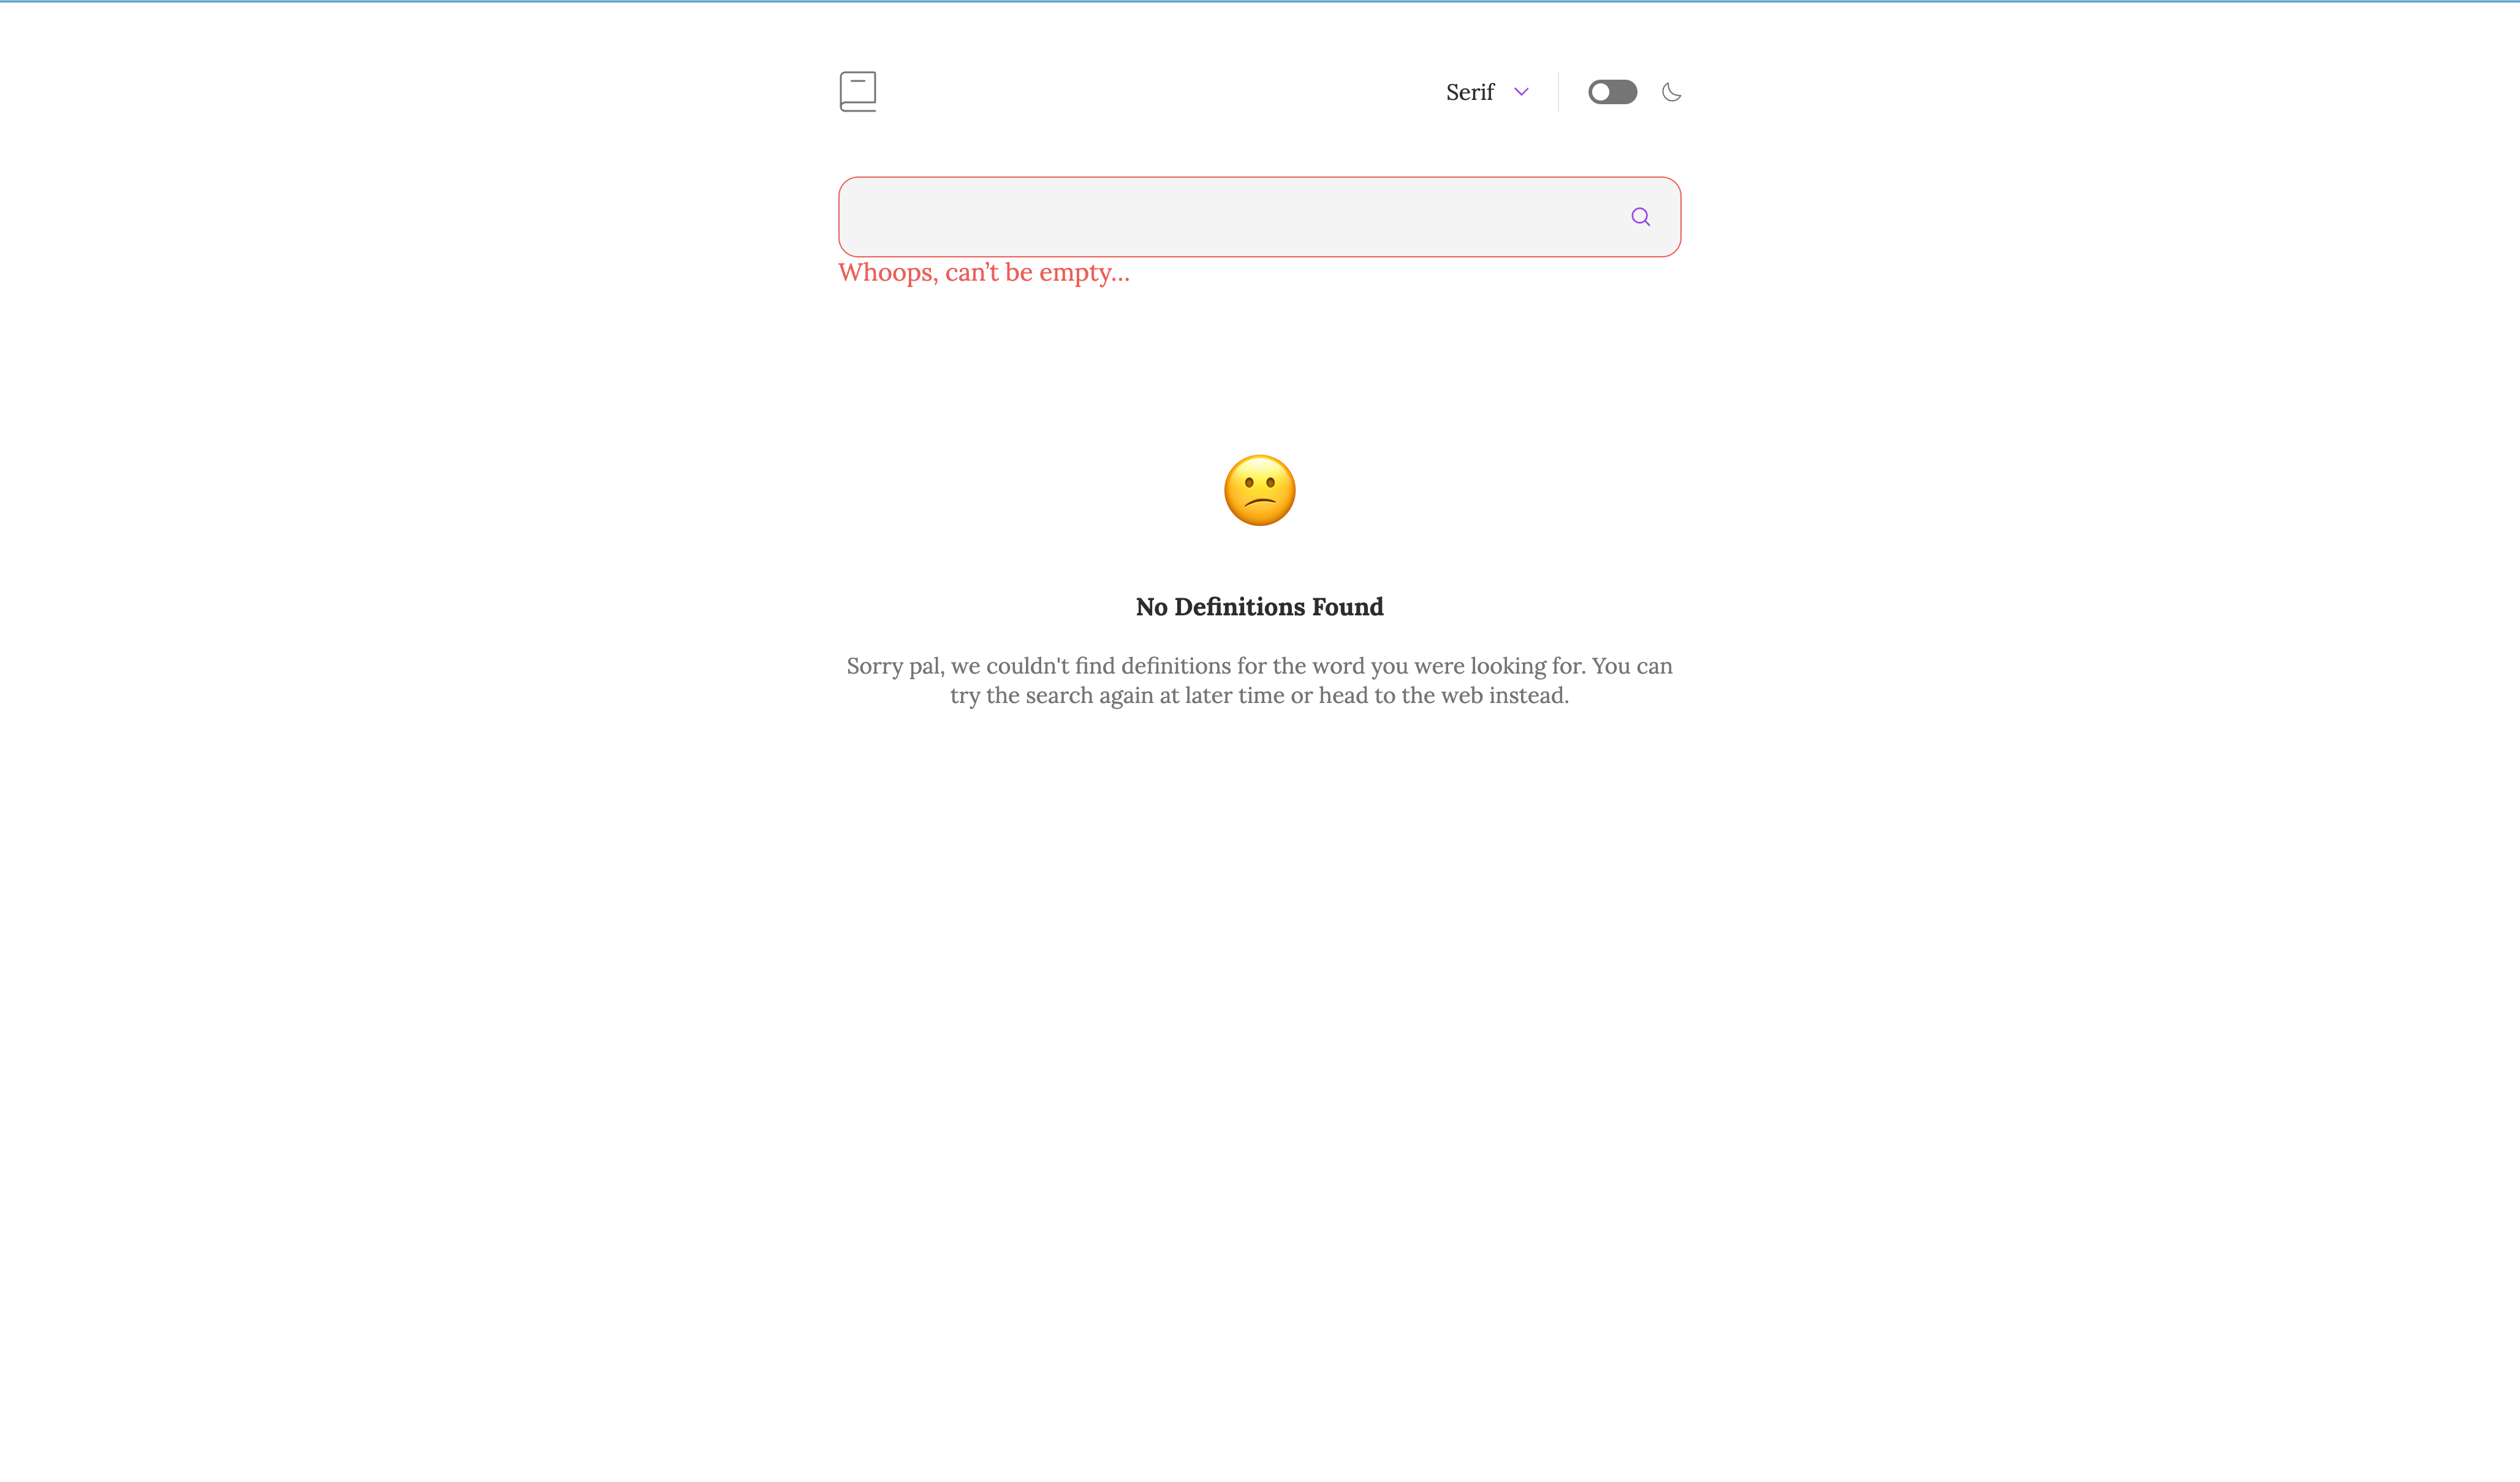 Serif
Whoops, can’t be empty…
No Definitions Found
Sorry pal, we couldn't find definitions for the word you were looking for. You can
try the search again at later time or head to the web instead.